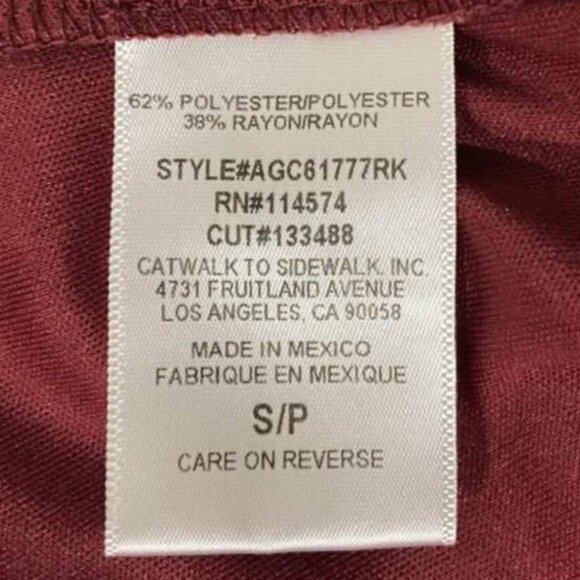 62% POLYESTER/POLYESTER
38% RAYON/RAYON
STYLE#AGC61777RK
RN#114574
CUT#133488
CATWALK TO SIDEWALK. INC.
4731 FRUITLAND AVENUE
LOS ANGELES, CA 90058
MADE IN MEXICO
FABRIQUE EN MEXIQUE
S/P
CARE ON REVERSE